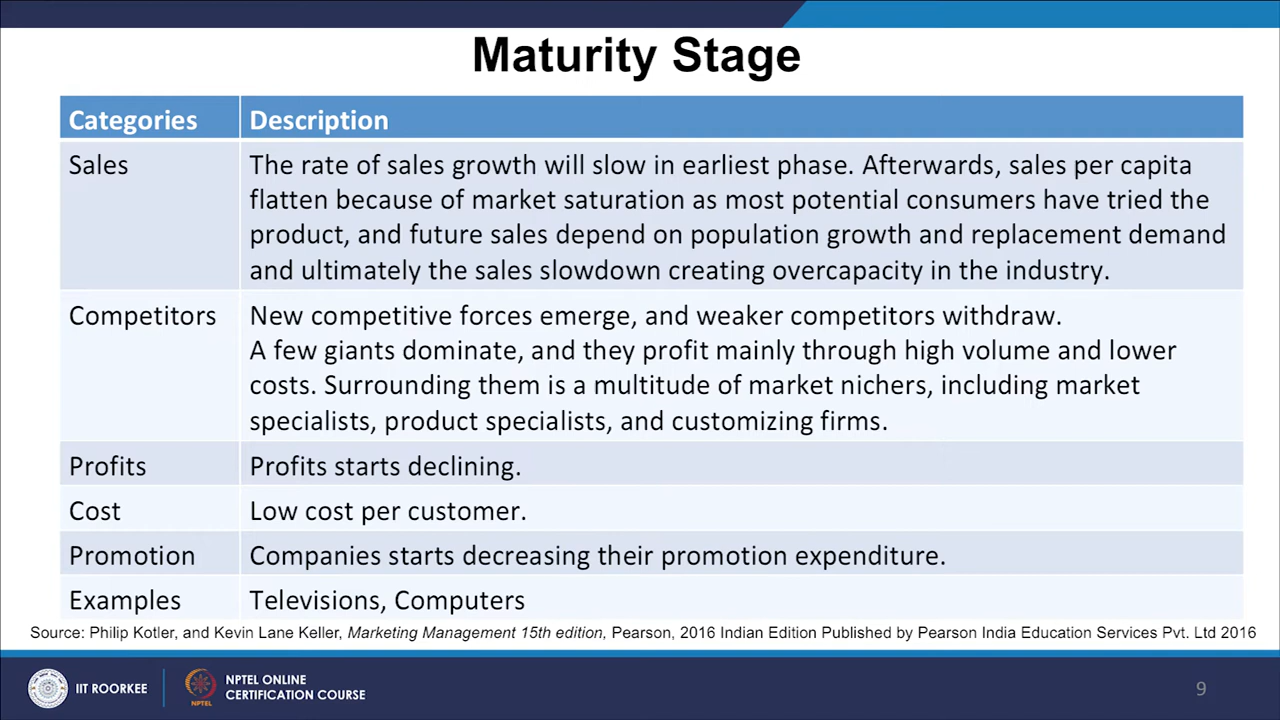 Maturity Stage
Categories Description
Sales The rate of sales growth will slow in earliest phase. Afterwards, sales per capita
flatten because of market saturation as most potential consumers have tried the
product, and future sales depend on population growth and replacement demand
and ultimately the sales slowdown creating overcapacity in the industry.
Competitors New competitive forces emerge, and weaker competitors withdraw.
A few giants dominate, and they profit mainly through high volume and lower
costs. Surrounding them is a multitude of market nichers, including market
specialists, product specialists, and customizing firms.
Profits Profits starts declining.
Cost Low cost per customer.
Promotion Companies starts decreasing their promotion expenditure.
Examples Televisions, Computers
Source: Philip Kotler, and Kevin Lane Keller, Marketing Management 15th edition, Pearson, 2016 Indian Edition Published by Pearson India Education Services Pvt. Ltd 2016
IIT ROORKEE
NPTEL
NPTEL ONLINE
CERTIFICATION COURSE
9